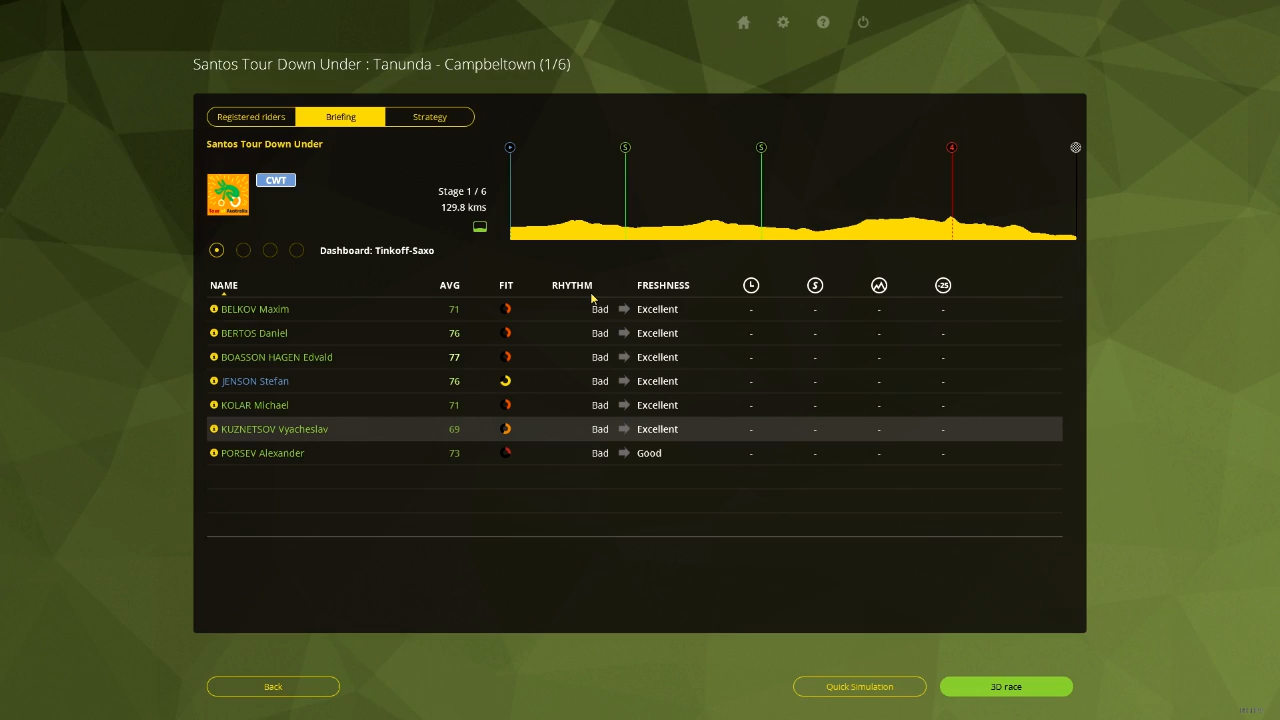 Santos Tour Down Under : Tanunda - Campbeltown (1/6)
Registered riders Briefing Strategy
Santos Tour Down Under
CWT
Stage 1 / 6
129.8 kms
S S 4
Dashboard: Tinkoff-Saxo
NAME AVG FIT RHYTHM FRESHNESS S -25
BELKOV Maxim 71 Bad Excellent - - - -
BERTOS Daniel 76 Bad Excellent - - - -
BOASSON HAGEN Edvald 77 Bad Excellent - - - -
JENSON Stefan 76 Bad Excellent - - - -
KOLAR Michael 71 Bad Excellent - - - -
KUZNETSOV Vyacheslav 69 Bad Excellent - - - -
PORSEV Alexander 73 Bad Good - - - -
Back Quick Simulation 3D race